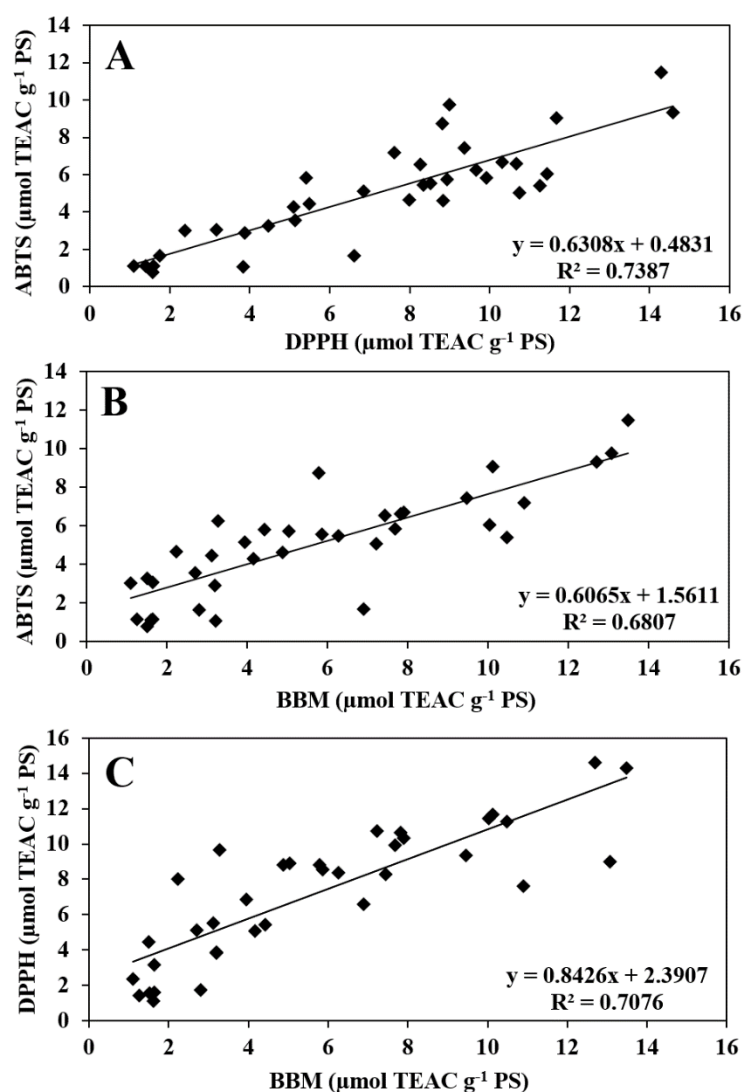 A
14
12
10
8
6
4
2
0
ABTS (µmol TEAC g⁻¹ PS)
y = 0.6308x + 0.4831
R² = 0.7387
0 2 4 6 8 10 12 14 16
DPPH (µmol TEAC g⁻¹ PS)
B
14
12
10
8
6
4
2
0
ABTS (µmol TEAC g⁻¹ PS)
y = 0.6065x + 1.5611
R² = 0.6807
0 2 4 6 8 10 12 14 16
BBM (µmol TEAC g⁻¹ PS)
C
16
14
12
10
8
6
4
2
0
DPPH (µmol TEAC g⁻¹ PS)
y = 0.8426x + 2.3907
R² = 0.7076
0 2 4 6 8 10 12 14 16
BBM (µmol TEAC g⁻¹ PS)